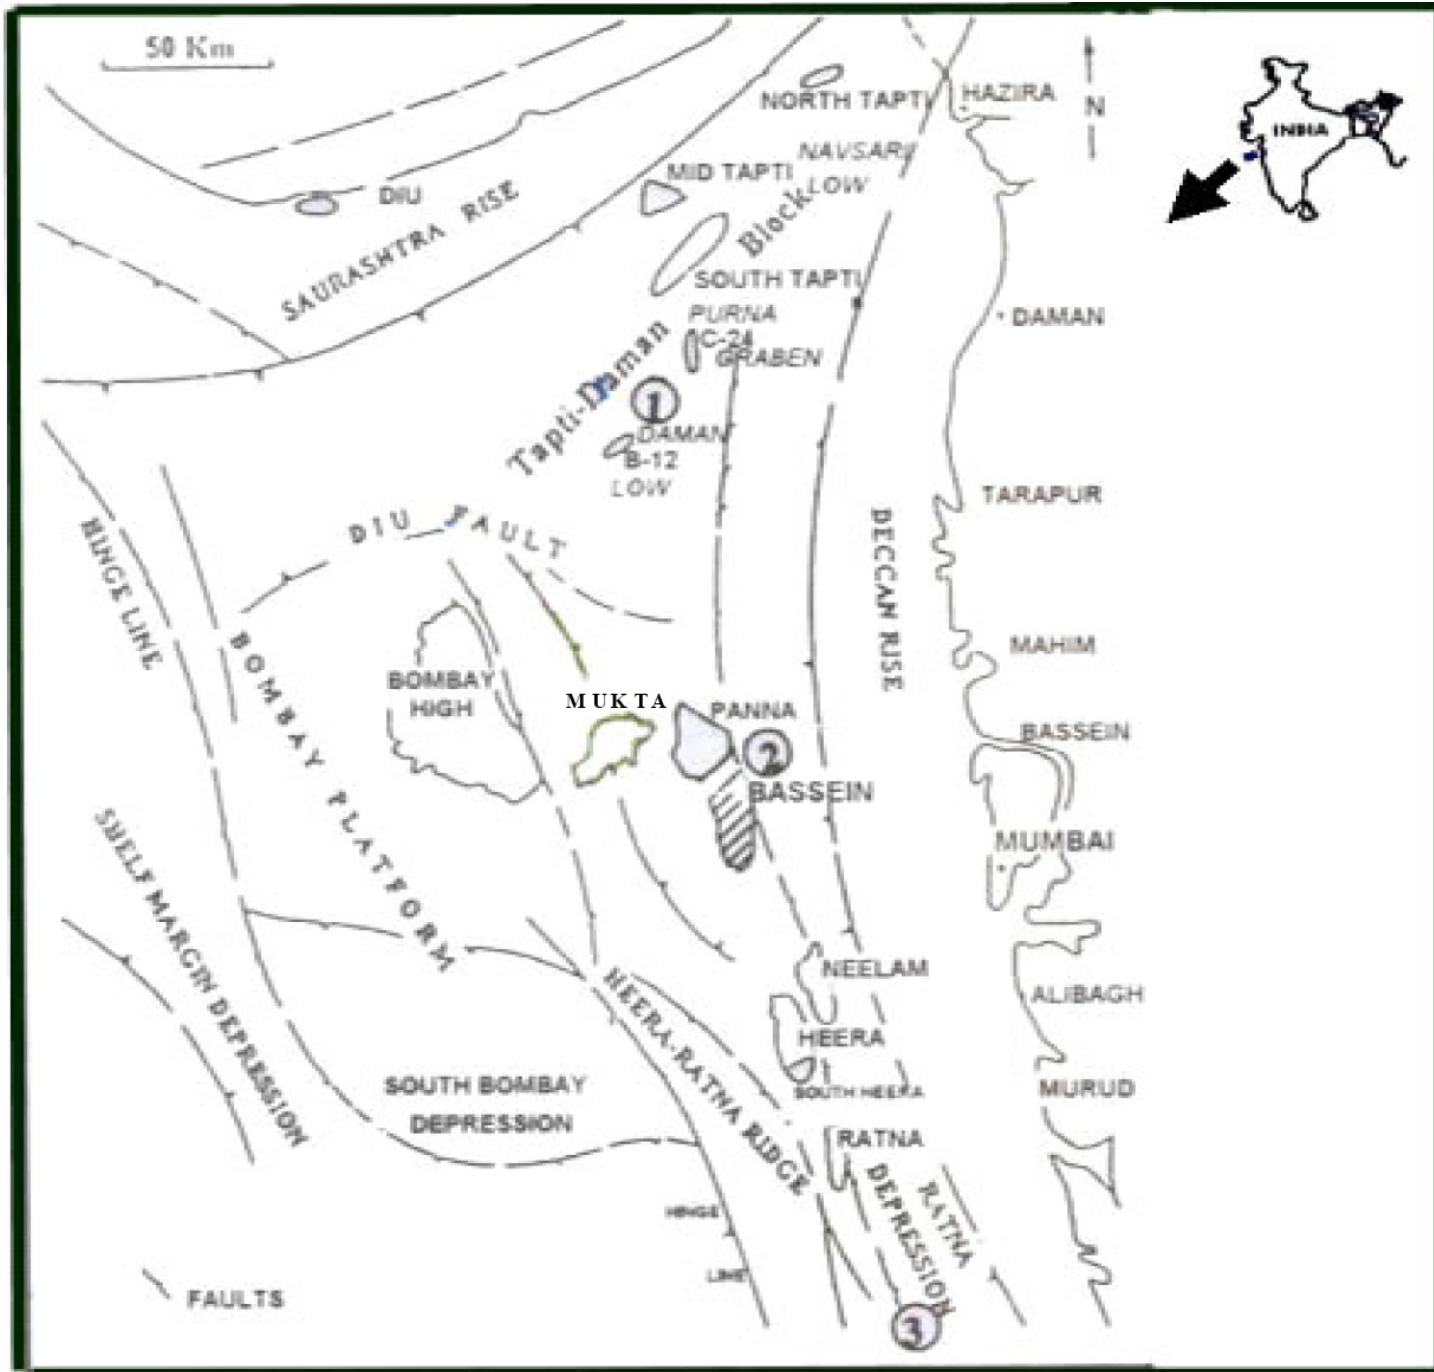 50 Km
NORTH TAPTI
HAZIRA
N
INDIA
NAVSARI
LOW
MID TAPTI
DIU
SAURASHTRA RISE
Block
SOUTH TAPTI
PURNA
C-24
GRABEN
DAMAN
Tapti-Daman
1
DAMAN
B-12
LOW
TARAPUR
DIU FAULT
HINGE LINE
DECCAN RISE
BOMBAY PLATFORM
MAHIM
BOMBAY
HIGH
MUKTA
PANNA
2
BASSEIN
BASSEIN
MUMBAI
SHELF MARGIN DEPRESSION
NEELAM
HEERA-RATNA RIDGE
ALIBAGH
HEERA
SOUTH HEERA
SOUTH BOMBAY
DEPRESSION
MURUD
RATNA
RATNA
DEPRESSION
HINGE
LINE
FAULTS
3